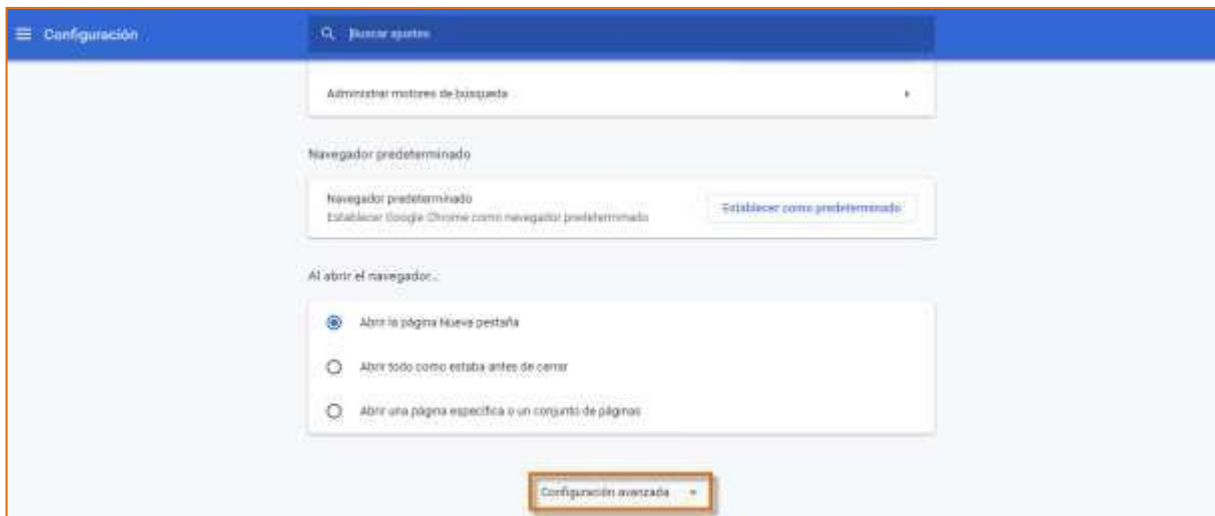 Configuración
Buscar ajustes
Administrar motores de búsqueda
Navegador predeterminado
Navegador predeterminado
Establecer Google Chrome como navegador predeterminado
Establecer como predeterminado
Al abrir el navegador...
Abrir la página Nueva pestaña
Abrir todo como estaba antes de cerrar
Abrir una página específica o un conjunto de páginas
Configuración avanzada